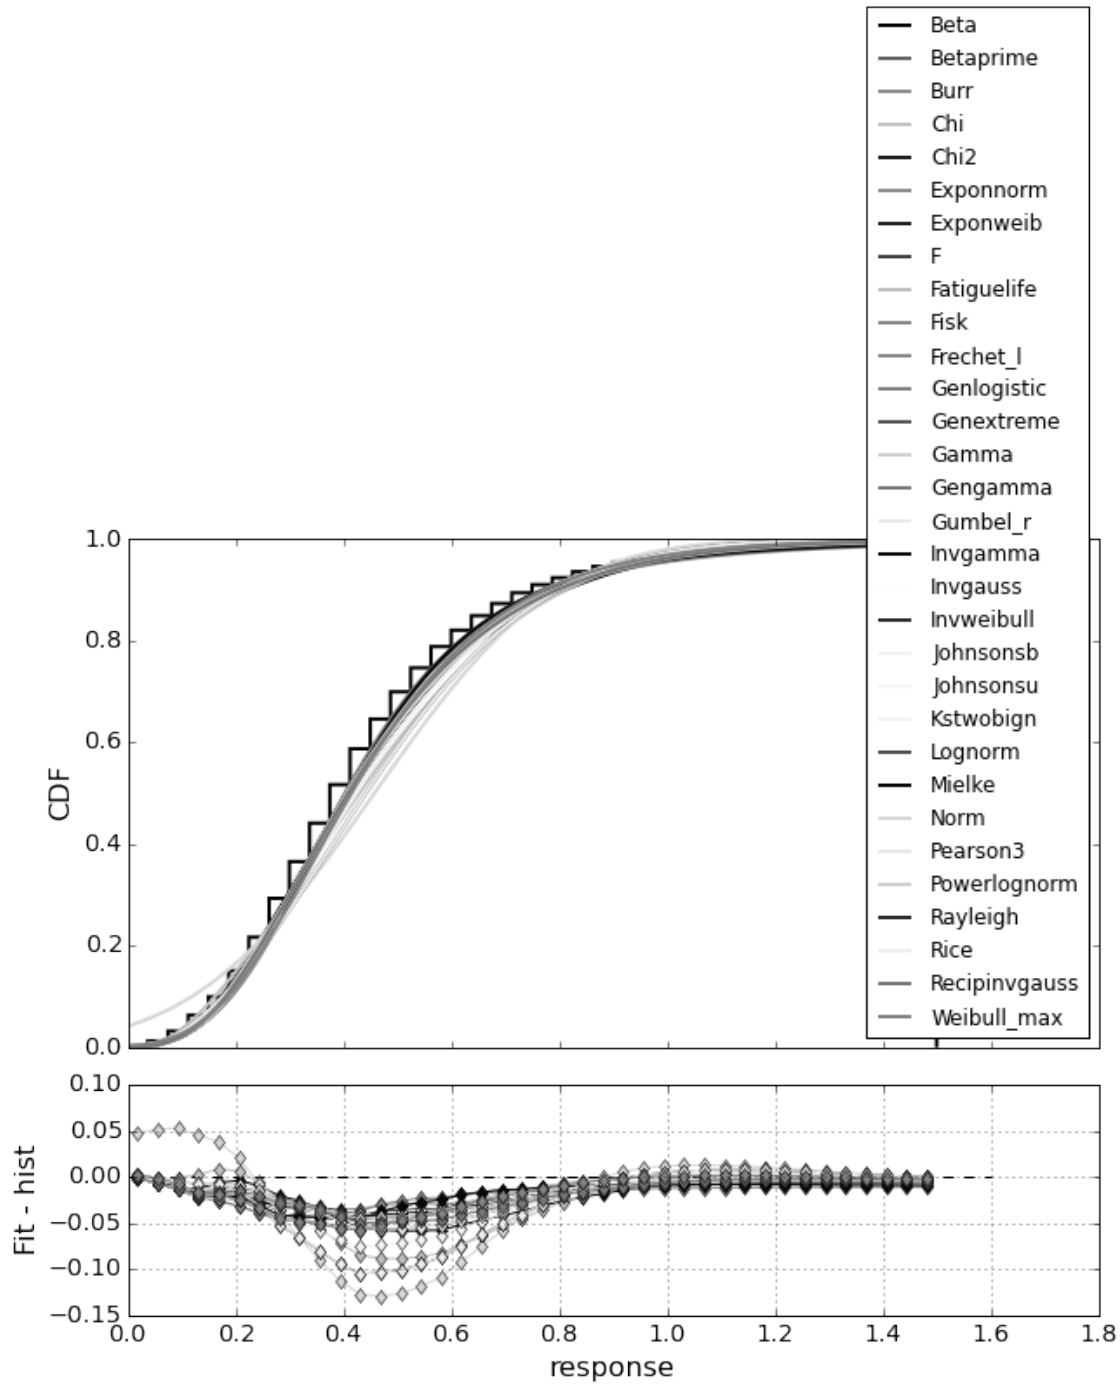 Beta
Betaprime
Burr
Chi
Chi2
Exponnorm
Exponweib
F
Fatiguelife
Fisk
Frechet_l
Genlogistic
Genextreme
Gamma
Gengamma
Gumbel_r
Invgamma
Invgauss
Invweibull
Johnsonsb
Johnsonsu
Kstwobign
Lognorm
Mielke
Norm
Pearson3
Powerlognorm
Rayleigh
Rice
Recipinvgauss
Weibull_max
1.0
0.8
0.6
0.4
0.2
0.0
CDF
0.10
0.05
0.00
−0.05
−0.10
−0.15
Fit - hist
0.0 0.2 0.4 0.6 0.8 1.0 1.2 1.4 1.6 1.8
response